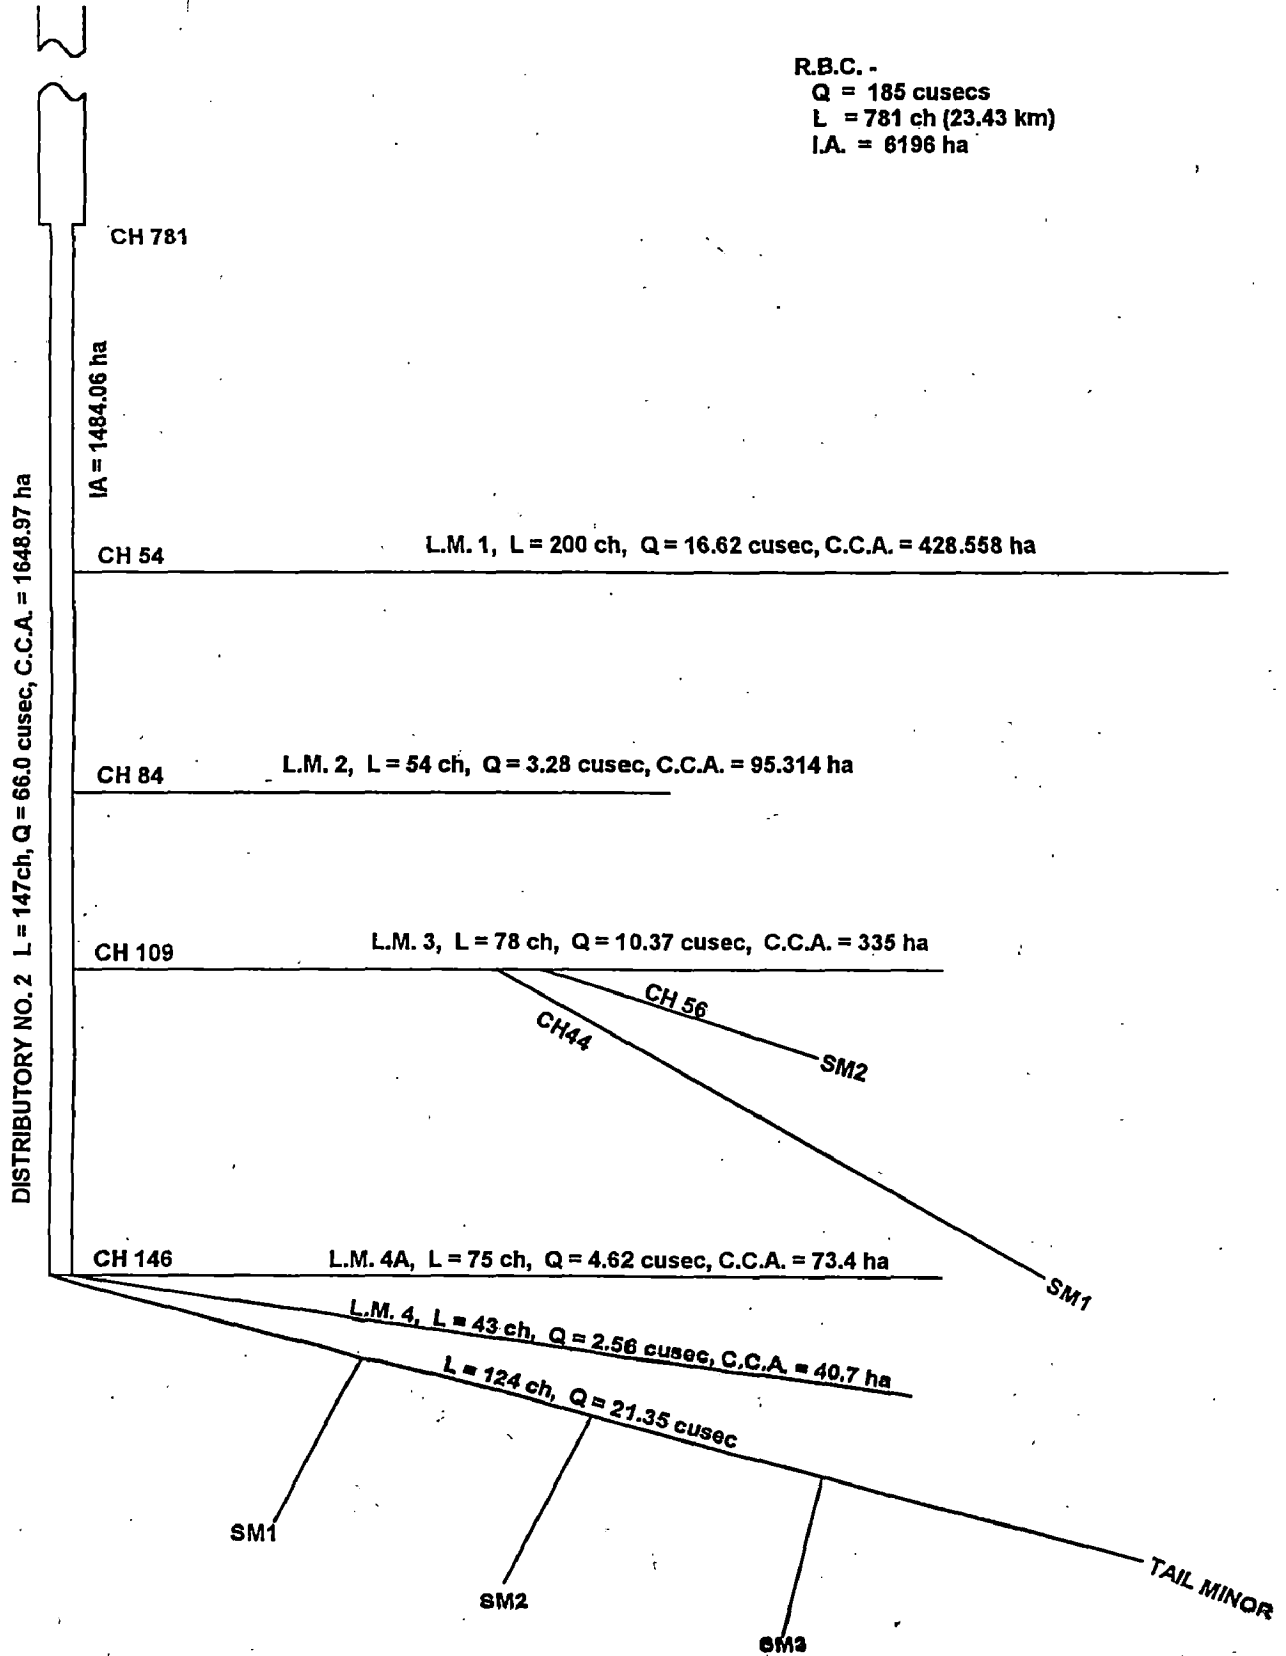 R.B.C. -
Q = 185 cusecs
L = 781 ch (23.43 km)
I.A. = 6196 ha
CH 781
IA = 1484.06 ha
DISTRIBUTORY NO. 2 L = 147ch, Q = 66.0 cusec, C.C.A. = 1648.97 ha
CH 54
L.M. 1, L = 200 ch, Q = 16.62 cusec, C.C.A. = 428.558 ha
CH 84
L.M. 2, L = 54 ch, Q = 3.28 cusec, C.C.A. = 95.314 ha
CH 109
L.M. 3, L = 78 ch, Q = 10.37 cusec, C.C.A. = 335 ha
CH 56
CH44
SM2
SM1
CH 146
L.M. 4A, L = 75 ch, Q = 4.62 cusec, C.C.A. = 73.4 ha
L.M. 4, L = 43 ch, Q = 2.56 cusec, C.C.A. = 40.7 ha
L = 124 ch, Q = 21.35 cusec
SM1
SM2
SM3
TAIL MINOR